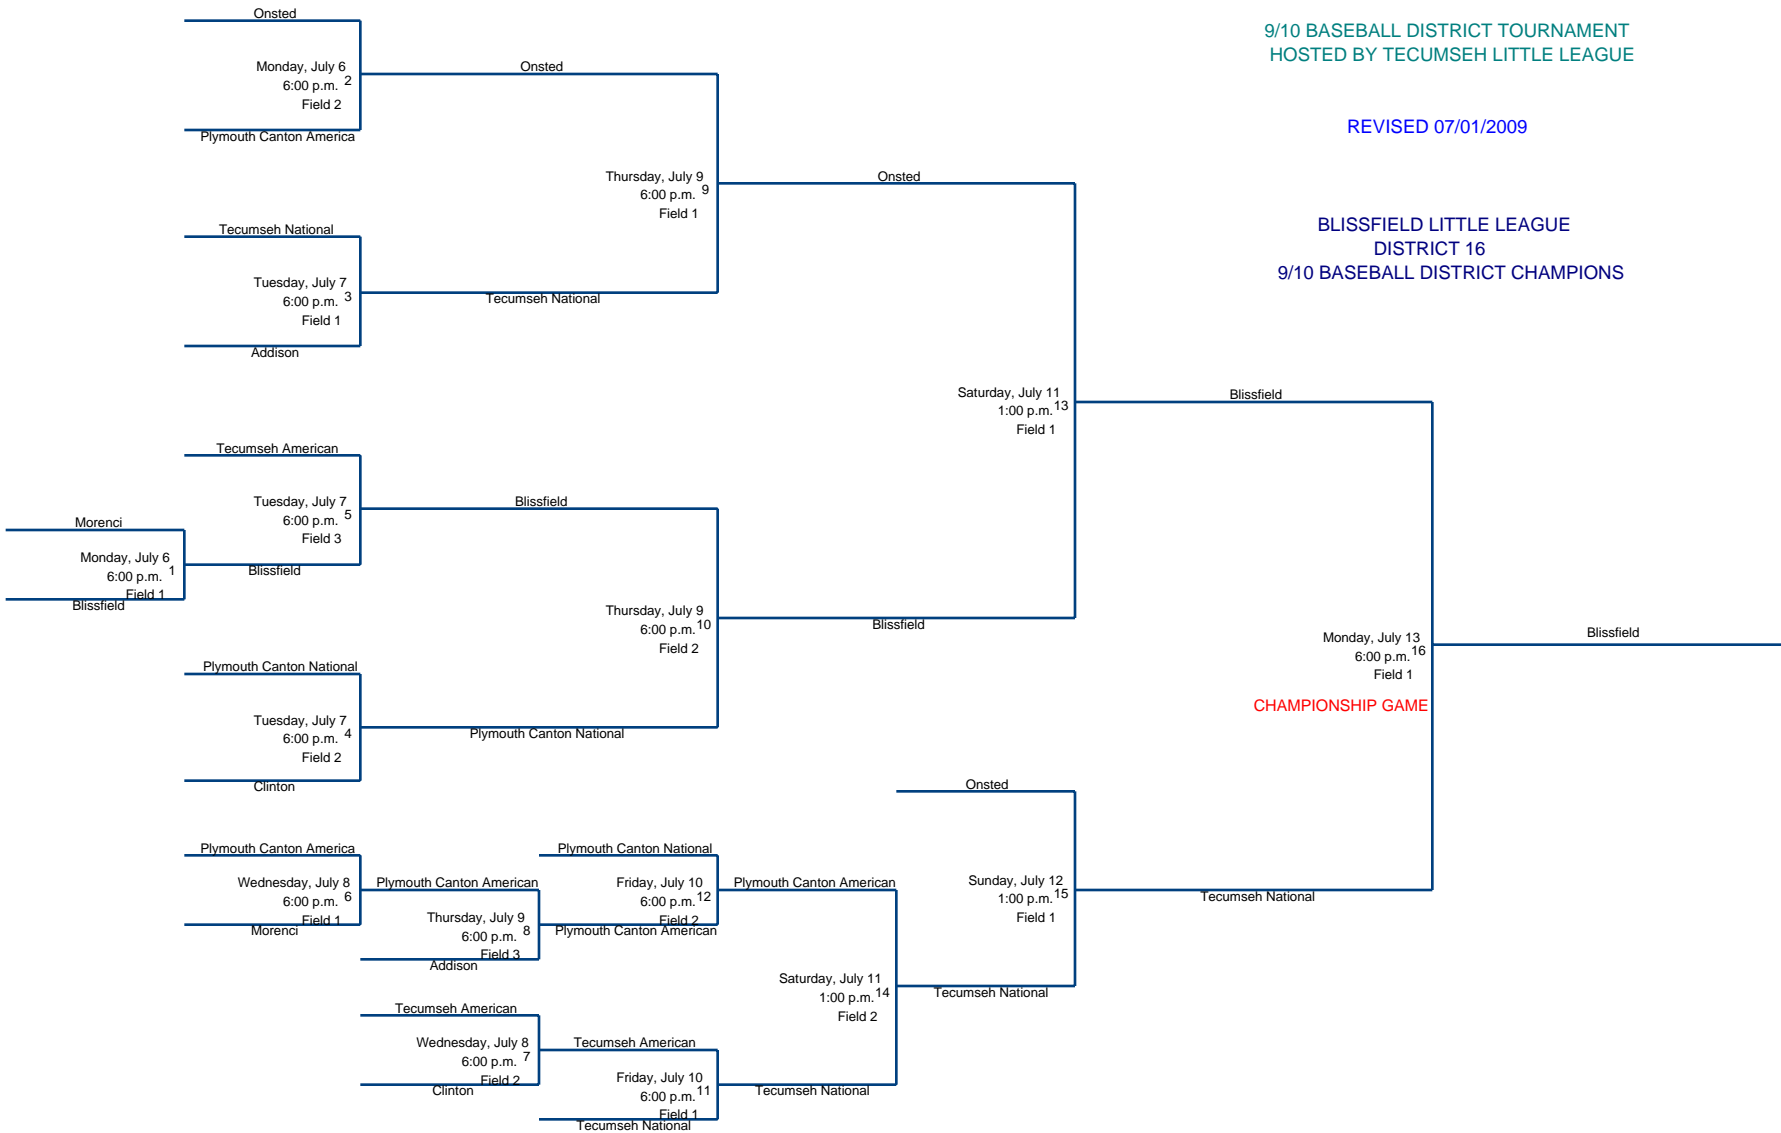 Onsted
9/10 BASEBALL DISTRICT TOURNAMENT
HOSTED BY TECUMSEH LITTLE LEAGUE
Monday, July 6
6:00 p.m. 2
Field 2
Onsted
Plymouth Canton America
REVISED 07/01/2009
Thursday, July 9
6:00 p.m. 9
Field 1
Onsted
Tecumseh National
BLISSFIELD LITTLE LEAGUE
DISTRICT 16
9/10 BASEBALL DISTRICT CHAMPIONS
Tuesday, July 7
6:00 p.m. 3
Field 1
Tecumseh National
Addison
Saturday, July 11
1:00 p.m. 13
Field 1
Blissfield
Tecumseh American
Tuesday, July 7
6:00 p.m. 5
Field 3
Blissfield
Morenci
Monday, July 6
6:00 p.m. 1
Field 1
Blissfield
Blissfield
Thursday, July 9
6:00 p.m. 10
Field 2
Blissfield
Monday, July 13
6:00 p.m. 16
Field 1
Blissfield
CHAMPIONSHIP GAME
Plymouth Canton National
Tuesday, July 7
6:00 p.m. 4
Field 2
Plymouth Canton National
Clinton
Onsted
Plymouth Canton America
Wednesday, July 8
6:00 p.m. 6
Field 1
Morenci
Plymouth Canton American
Thursday, July 9
6:00 p.m. 8
Field 3
Addison
Plymouth Canton National
Friday, July 10
6:00 p.m. 12
Field 2
Plymouth Canton American
Plymouth Canton American
Sunday, July 12
1:00 p.m. 15
Field 1
Tecumseh National
Saturday, July 11
1:00 p.m. 14
Field 2
Tecumseh National
Tecumseh American
Wednesday, July 8
6:00 p.m. 7
Field 2
Clinton
Tecumseh American
Friday, July 10
6:00 p.m. 11
Field 1
Tecumseh National
Tecumseh National